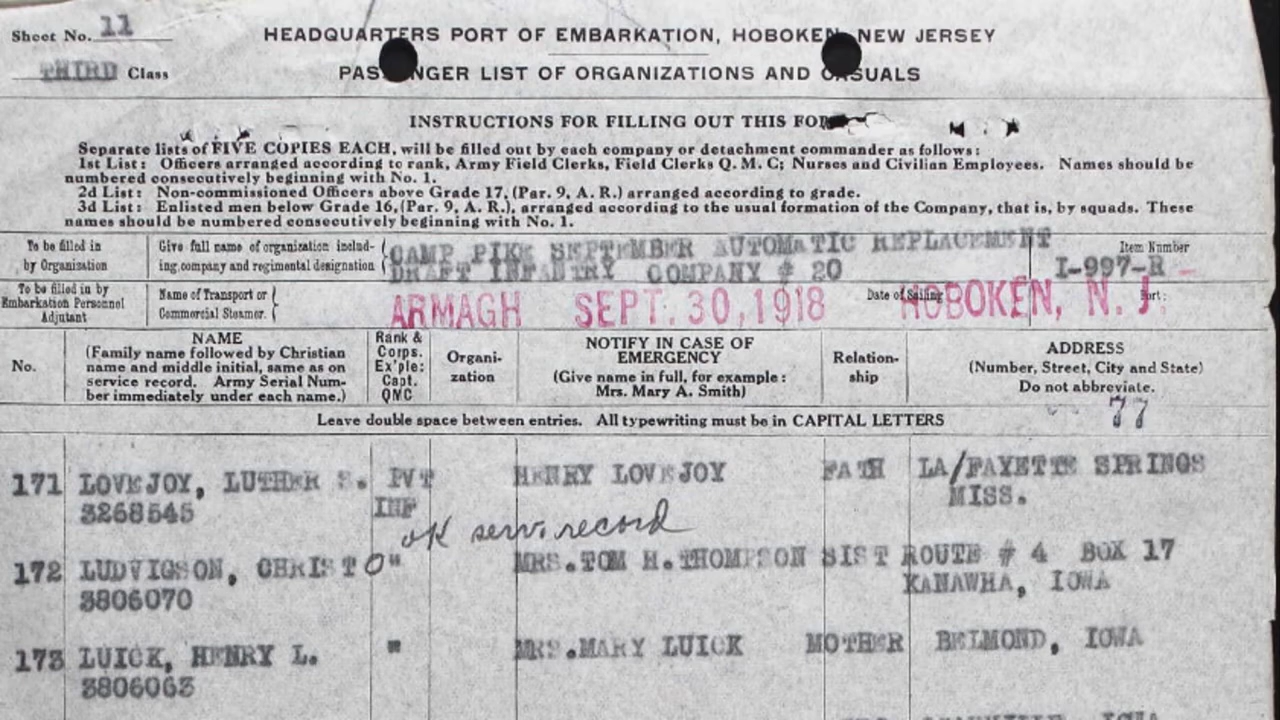 Sheet No. 11
HEADQUARTERS PORT OF EMBARKATION, HOBOKEN, NEW JERSEY
THIRD Class
PASSENGER LIST OF ORGANIZATIONS AND CASUALS
INSTRUCTIONS FOR FILLING OUT THIS FORM
Separate lists of FIVE COPIES EACH, will be filled out by each company or detachment commander as follows:
1st List: Officers arranged according to rank, Army Field Clerks, Field Clerks Q. M. C; Nurses and Civilian Employees. Names should be
numbered consecutively beginning with No. 1.
2d List: Non-commissioned Officers above Grade 17, (Par. 9, A. R.) arranged according to grade.
3d List: Enlisted men below Grade 16, (Par. 9, A. R.), arranged according to the usual formation of the Company, that is, by squads. These
names should be numbered consecutively beginning with No. 1.
To be filled in
by Organization
Give full name of organization includ-
ing company and regimental designation
CAMP PIKE SEPTEMBER AUTOMATIC REPLACEMENT
DRAFT INFANTRY COMPANY # 20
Item Number
I-997-R
To be filled in by
Embarkation Personnel
Adjutant
Name of Transport or
Commercial Steamer.
ARMAGH SEPT. 30, 1918
Date of Sailing
HOBOKEN, N. J.
Port:
No.
NAME
(Family name followed by Christian
name and middle initial, same as on
service record. Army Serial Num-
ber immediately under each name.)
Rank &
Corps.
Ex'ple:
Capt.
QMC
Organi-
zation
NOTIFY IN CASE OF
EMERGENCY
(Give name in full, for example:
Mrs. Mary A. Smith)
Relation-
ship
ADDRESS
(Number, Street, City and State)
Do not abbreviate.
77
Leave double space between entries. All typewriting must be in CAPITAL LETTERS
171 LOVEJOY, LUTHER S. PVT HENRY LOVEJOY FATH LA/FAYETTE SPRINGS
3268545 INF MISS.
ok serv. record
172 LUDVIGSON, CHRIST O " MRS. TOM H. THOMPSON SIST ROUTE # 4 BOX 17
3806070 KANAWHA, IOWA
173 LUICK, HENRY L. " MRS. MARY LUICK MOTHER BELMOND, IOWA
3806063